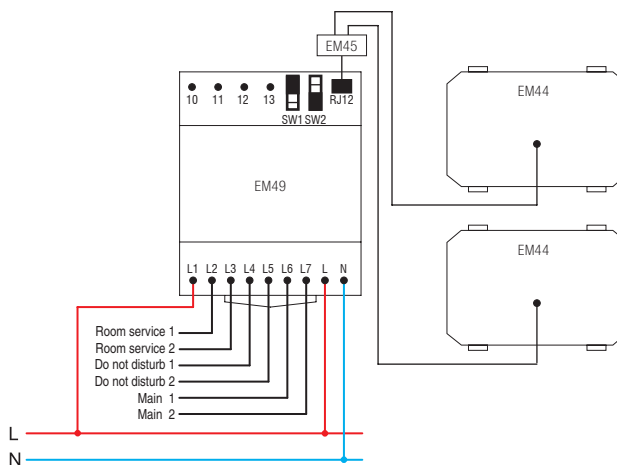 EM45
10 11 12 13 RJ12
SW1 SW2
EM44
EM49
EM44
L1 L2 L3 L4 L5 L6 L7 L N
Room service 1
Room service 2
Do not disturb 1
Do not disturb 2
Main 1
Main 2
L
N